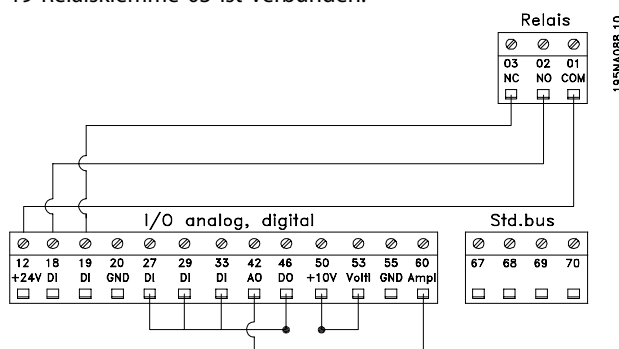 19 Relaisklemme 03 ist verbunden.
Relais
03 02 01
NC NO COM
195NA088.10
I/O analog, digital
12 18 19 20 27 29 33 42 46 50 53 55 60
+24V DI DI GND DI DI DI AO DO +10V VoltI GND AmpI
Std.bus
67 68 69 70